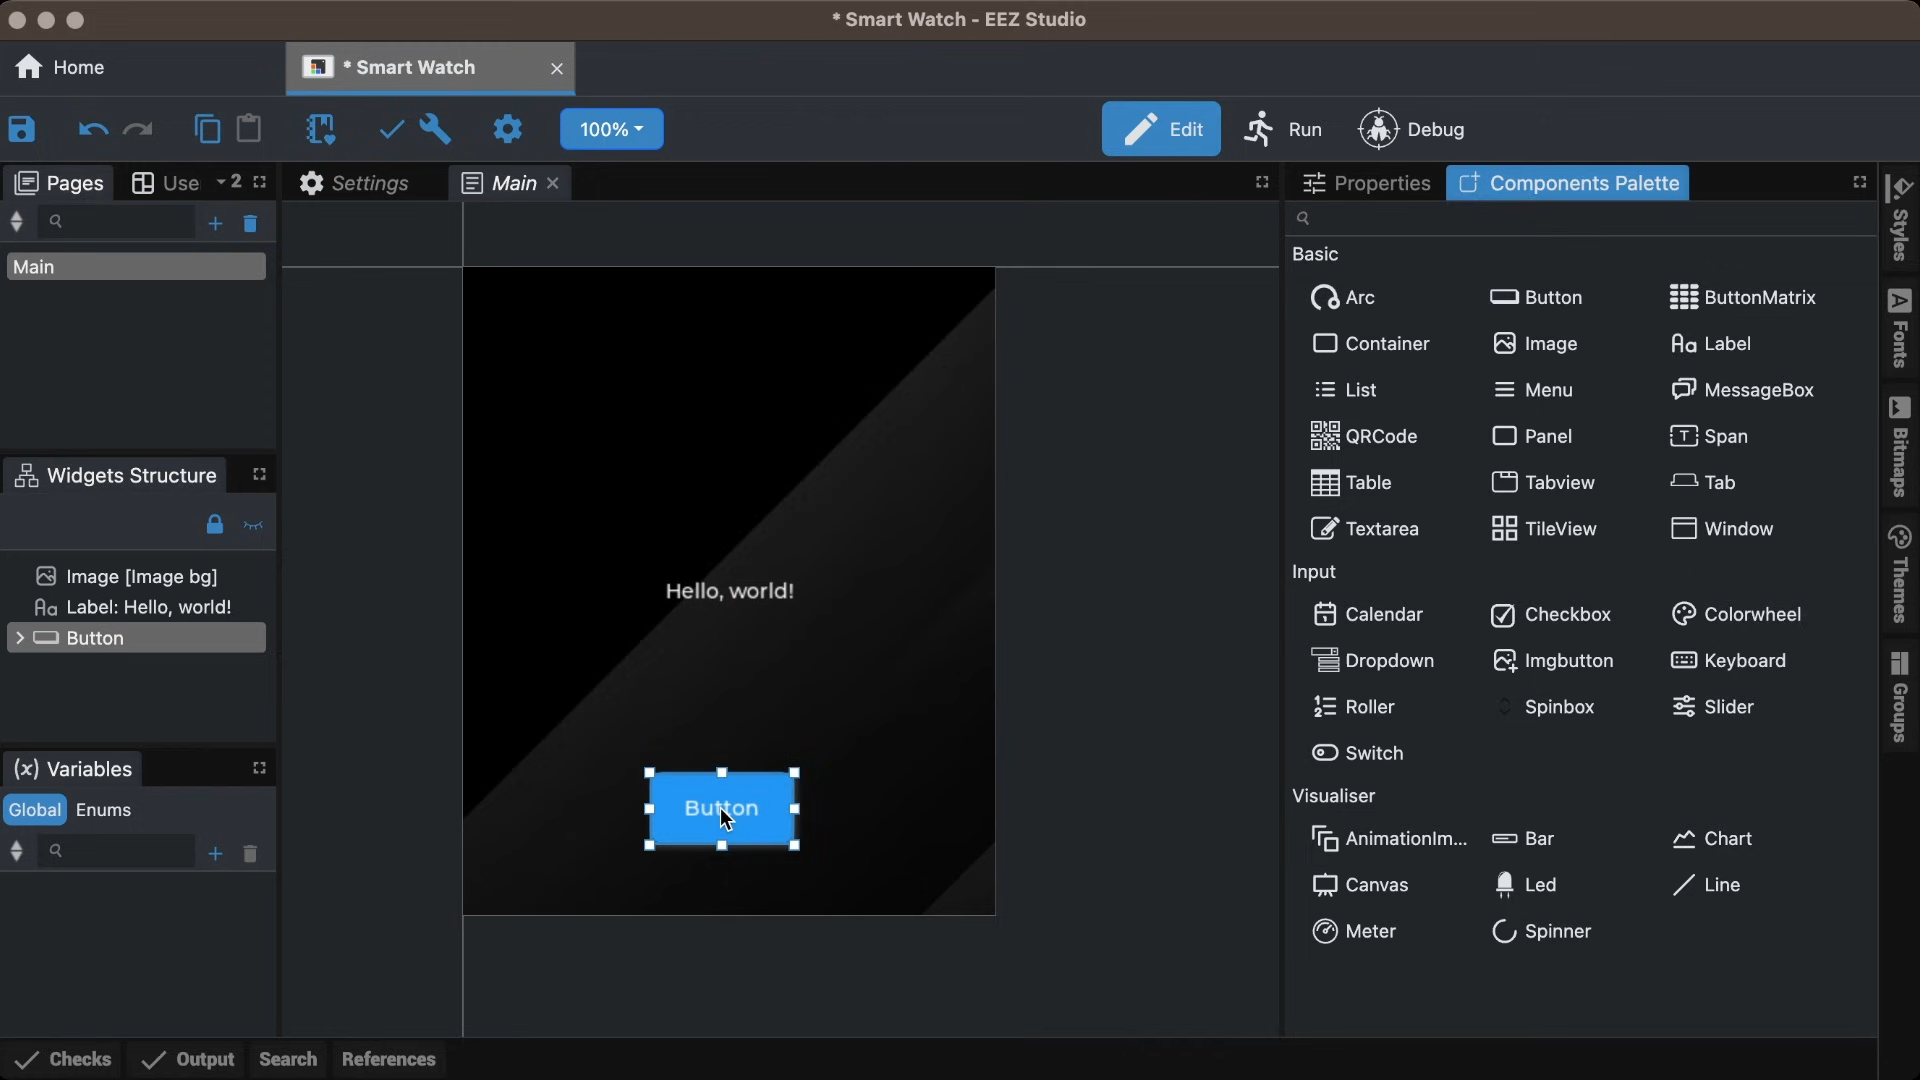 * Smart Watch - EEZ Studio
Home
* Smart Watch
100%
Edit
Run
Debug
Pages
Use
2
Settings
Main
Properties
Components Palette
Main
Widgets Structure
Image [Image bg]
Label: Hello, world!
Button
(x) Variables
Global
Enums
Hello, world!
Button
Basic
Arc
Button
ButtonMatrix
Container
Image
Label
List
Menu
MessageBox
QRCode
Panel
Span
Table
Tabview
Tab
Textarea
TileView
Window
Input
Calendar
Checkbox
Colorwheel
Dropdown
Imgbutton
Keyboard
Roller
Spinbox
Slider
Switch
Visualiser
AnimationIm...
Bar
Chart
Canvas
Led
Line
Meter
Spinner
Styles
Fonts
Bitmaps
Themes
Groups
Checks
Output
Search
References